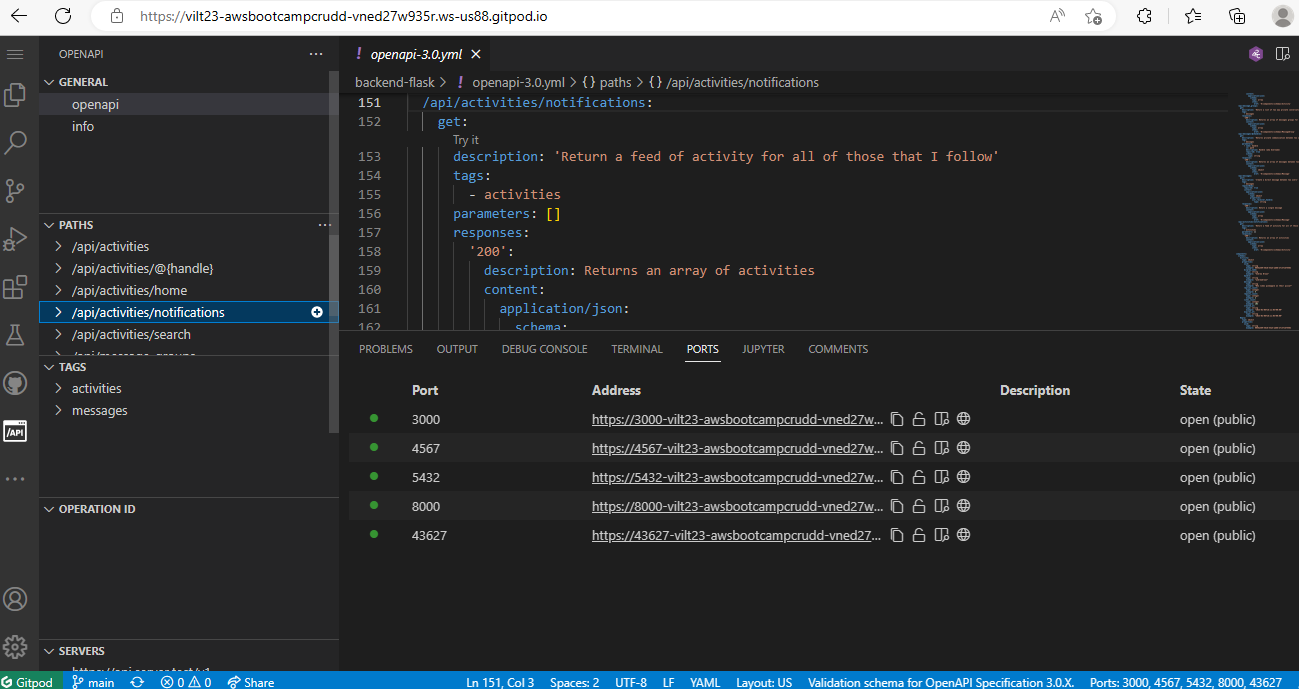 https://vilt23-awsbootcampcrudd-vned27w935r.ws-us88.gitpod.io
OPENAPI
GENERAL
openapi
info
PATHS
/api/activities
/api/activities/@{handle}
/api/activities/home
/api/activities/notifications
/api/activities/search
/api/message_groups
TAGS
activities
messages
OPERATION ID
SERVERS
https://api.server.test/v1
! openapi-3.0.yml
backend-flask > ! openapi-3.0.yml > {} paths > {} /api/activities/notifications
151 /api/activities/notifications:
152 get:
Try it
153 description: 'Return a feed of activity for all of those that I follow'
154 tags:
155 - activities
156 parameters: []
157 responses:
158 '200':
159 description: Returns an array of activities
160 content:
161 application/json:
162 schema:
PROBLEMS OUTPUT DEBUG CONSOLE TERMINAL PORTS JUPYTER COMMENTS
Port Address Description State
3000 https://3000-vilt23-awsbootcampcrudd-vned27w... open (public)
4567 https://4567-vilt23-awsbootcampcrudd-vned27w... open (public)
5432 https://5432-vilt23-awsbootcampcrudd-vned27w... open (public)
8000 https://8000-vilt23-awsbootcampcrudd-vned27w... open (public)
43627 https://43627-vilt23-awsbootcampcrudd-vned27... open (public)
Gitpod main 0 0 Share Ln 151, Col 3 Spaces: 2 UTF-8 LF YAML Layout: US Validation schema for OpenAPI Specification 3.0.X. Ports: 3000, 4567, 5432, 8000, 43627